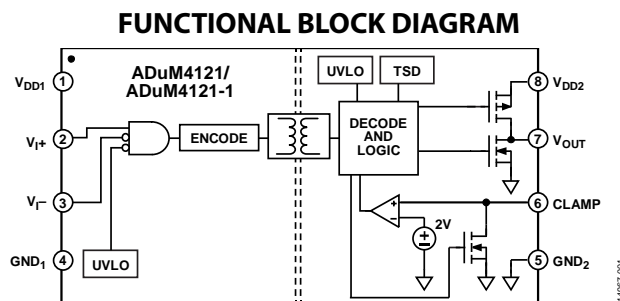 FUNCTIONAL BLOCK DIAGRAM
ADuM4121/
ADuM4121-1
VDD1 1
VI+ 2
VI− 3
GND1 4
ENCODE
UVLO
UVLO
TSD
DECODE
AND
LOGIC
2V
8 VDD2
7 VOUT
6 CLAMP
5 GND2